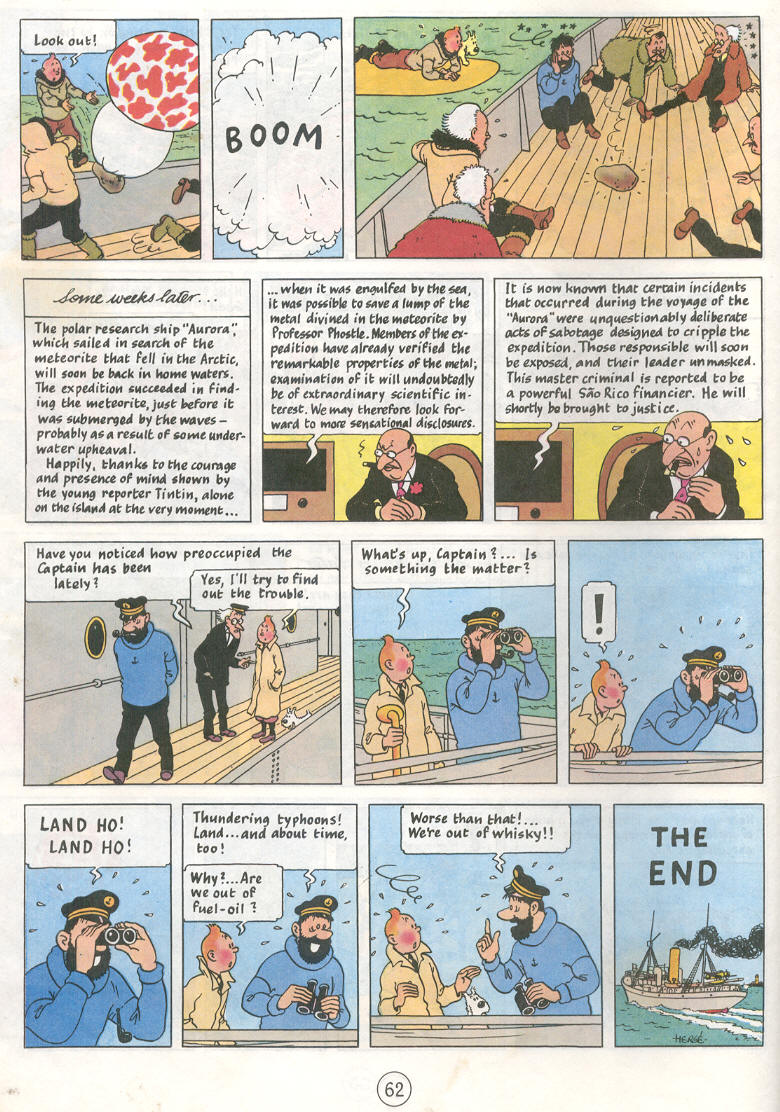 Look out!
BOOM
Some weeks later...
The polar research ship "Aurora",
which sailed in search of the
meteorite that fell in the Arctic,
will soon be back in home waters.
The expedition succeeded in find-
ing the meteorite, just before it
was submerged by the waves –
probably as a result of some under-
water upheaval.
Happily, thanks to the courage
and presence of mind shown by
the young reporter Tintin, alone
on the island at the very moment...
... when it was engulfed by the sea,
it was possible to save a lump of the
metal divined in the meteorite by
Professor Phostle. Members of the ex-
pedition have already verified the
remarkable properties of the metal;
examination of it will undoubtedly
be of extraordinary scientific in-
terest. We may therefore look for-
ward to more sensational disclosures.
It is now known that certain incidents
that occurred during the voyage of the
"Aurora" were unquestionably deliberate
acts of sabotage designed to cripple the
expedition. Those responsible will soon
be exposed, and their leader unmasked.
This master criminal is reported to be
a powerful São Rico financier. He will
shortly be brought to justice.
Have you noticed how preoccupied the
Captain has been
lately?
Yes, I'll try to find
out the trouble.
What's up, Captain?... Is
something the matter?
!
LAND HO!
LAND HO!
Thundering typhoons!
Land...and about time,
too!
Why?...Are
we out of
fuel-oil?
Worse than that!...
We're out of whisky!!
THE
END
HERGÉ
62